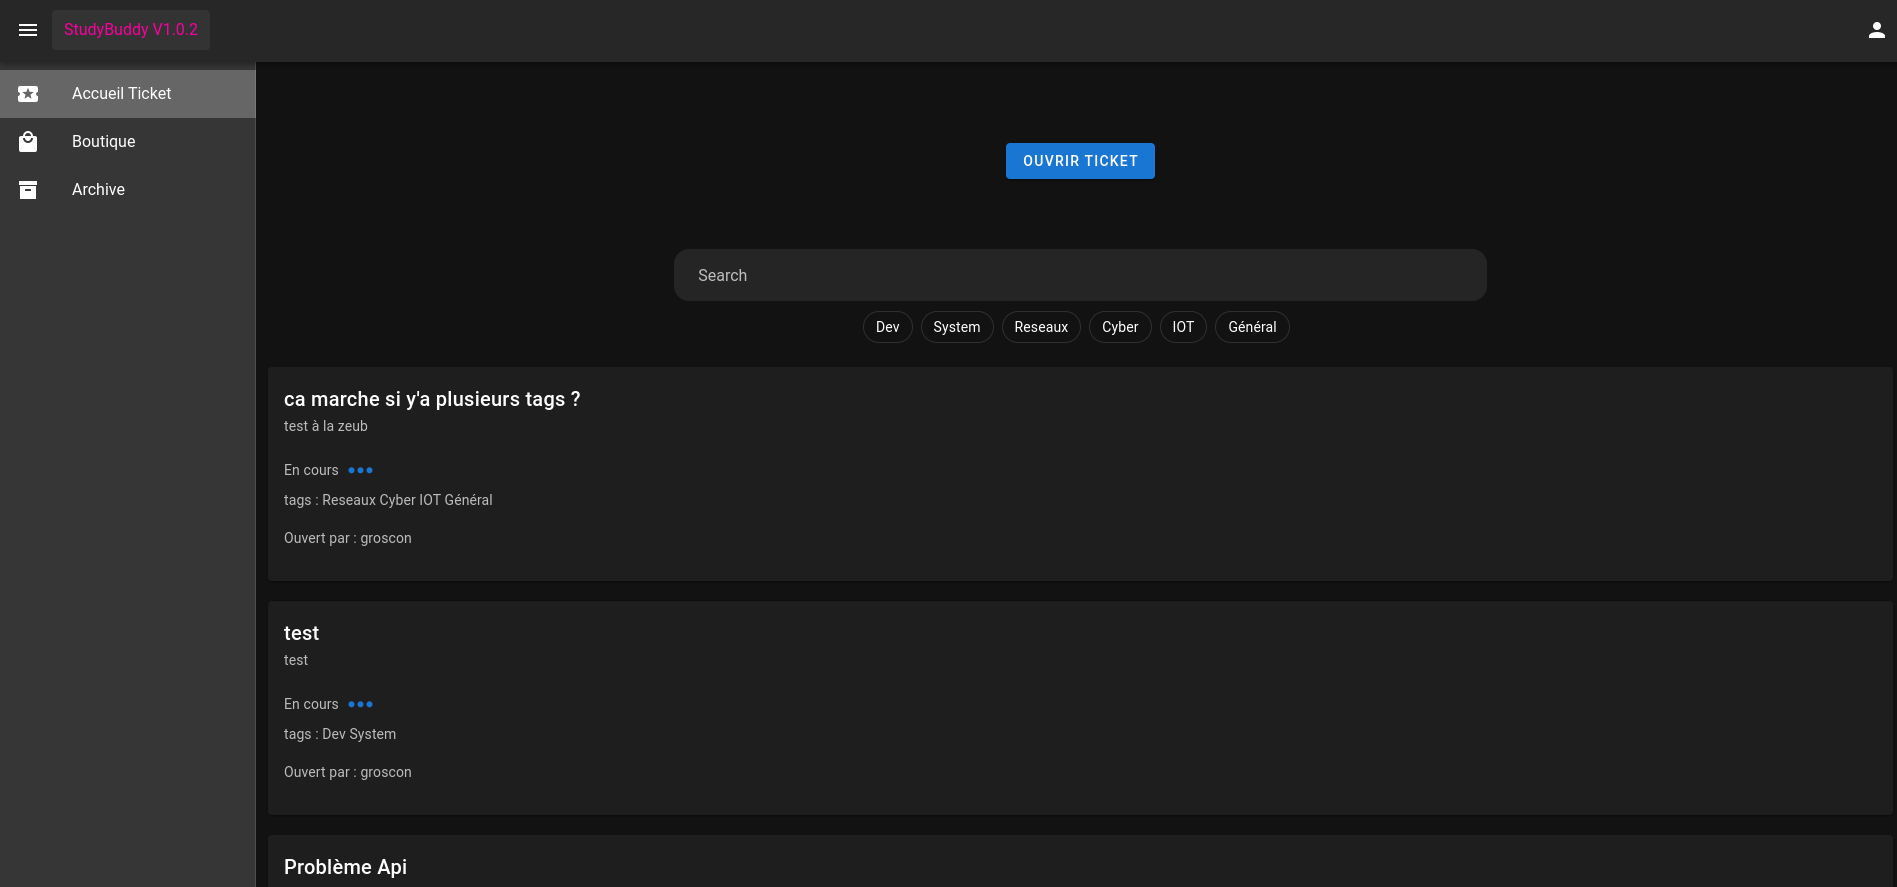 StudyBuddy V1.0.2
Accueil Ticket
Boutique
Archive
OUVRIR TICKET
Search
Dev System Reseaux Cyber IOT Général
ca marche si y'a plusieurs tags ?
test à la zeub
En cours
tags : Reseaux Cyber IOT Général
Ouvert par : groscon
test
test
En cours
tags : Dev System
Ouvert par : groscon
Problème Api